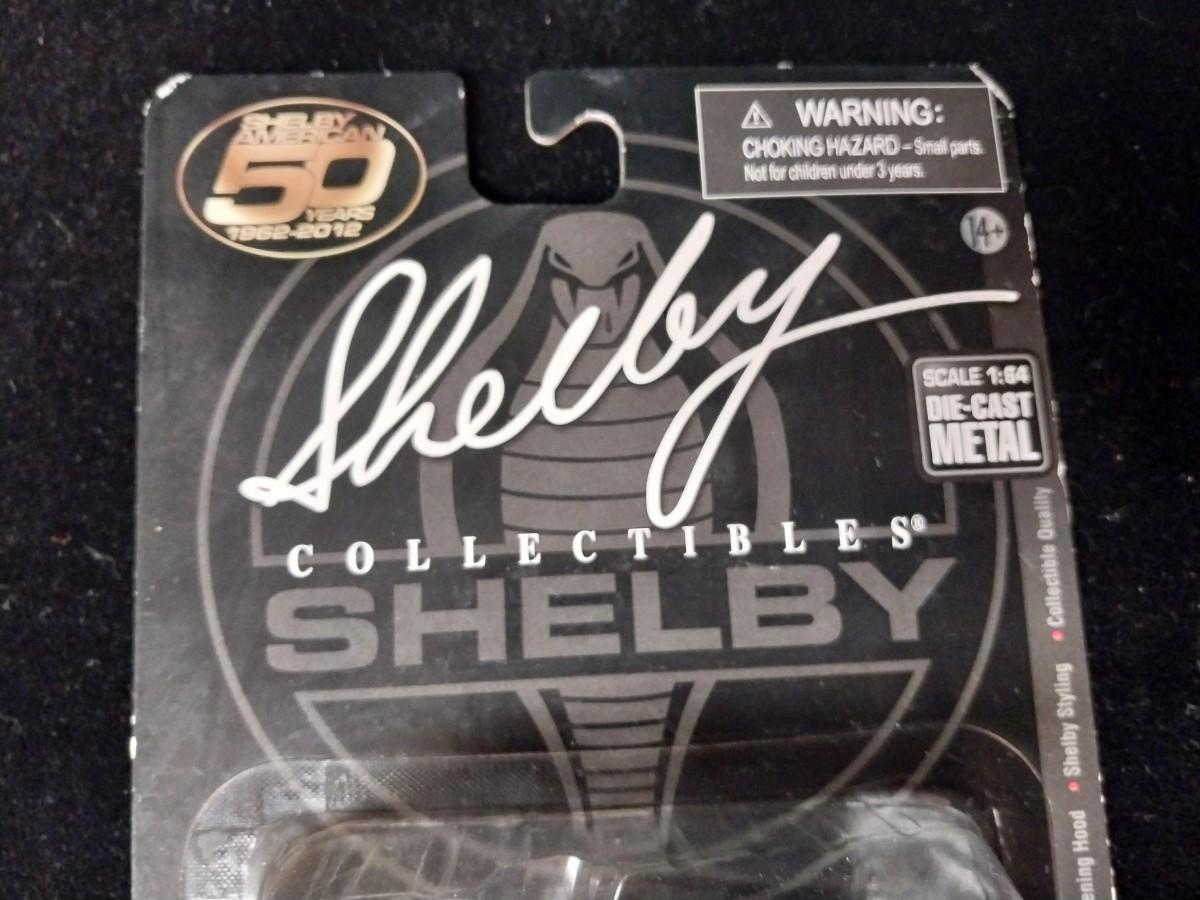 SHELBY
AMERICAN
50
YEARS
1962-2012
WARNING:
CHOKING HAZARD – Small parts.
Not for children under 3 years.
14+
Shelby
SCALE 1:64
DIE-CAST
METAL
COLLECTIBLES®
SHELBY
• Collectible Quality
• Shelby Styling
Hood